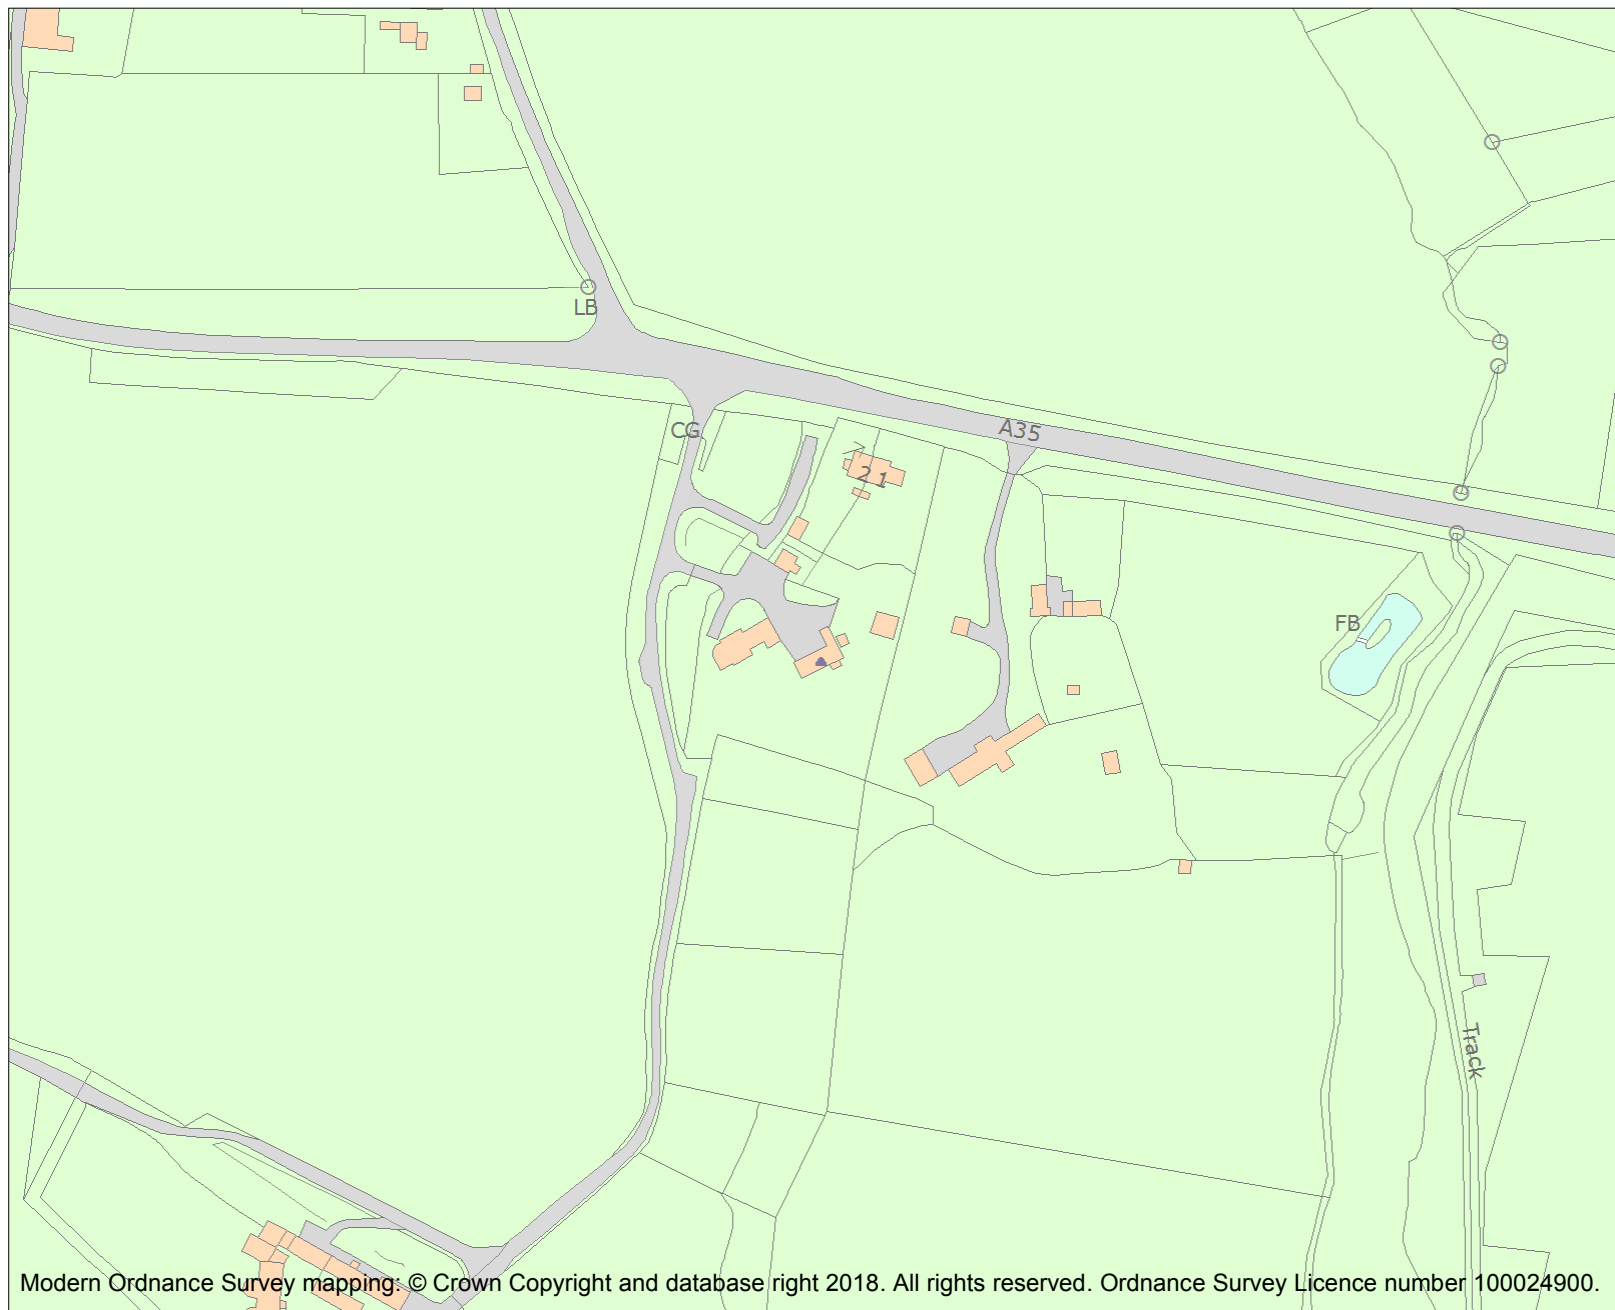 LB
CG
A35
2
1
FB
Track
Modern Ordnance Survey mapping: © Crown Copyright and database right 2018. All rights reserved. Ordnance Survey Licence number 100024900.